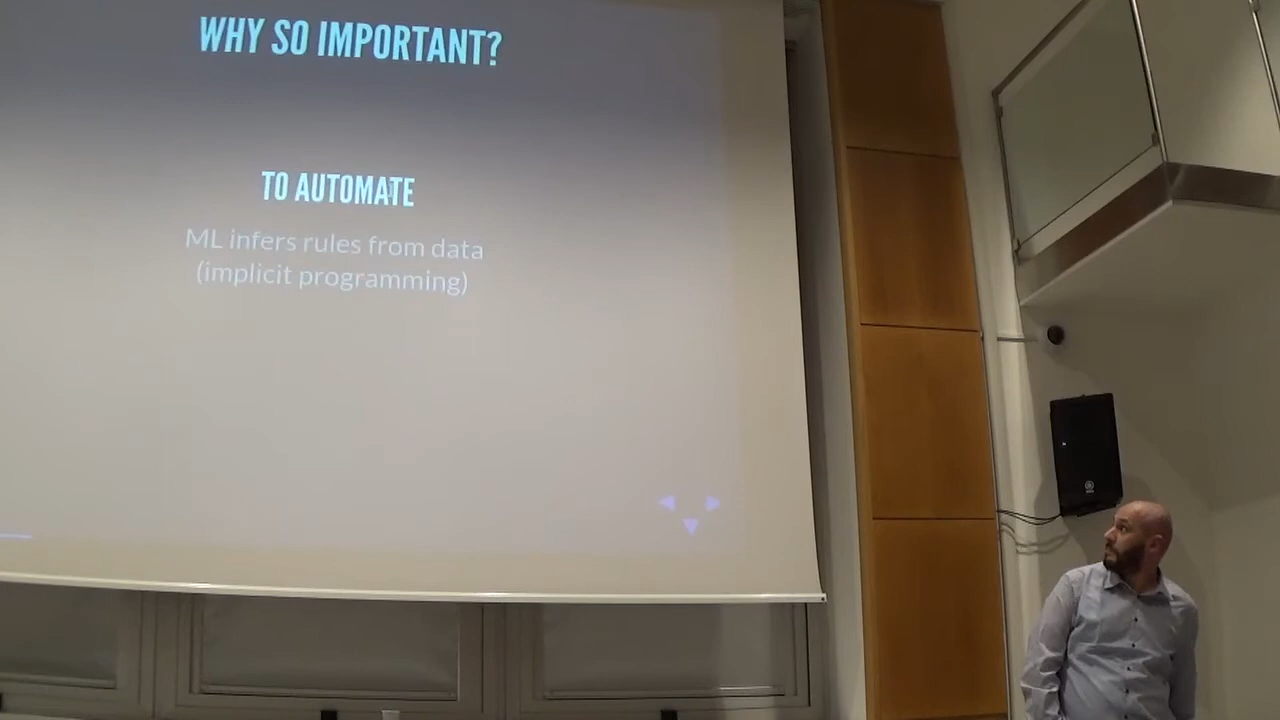 WHY SO IMPORTANT?
TO AUTOMATE
ML infers rules from data
(implicit programming)